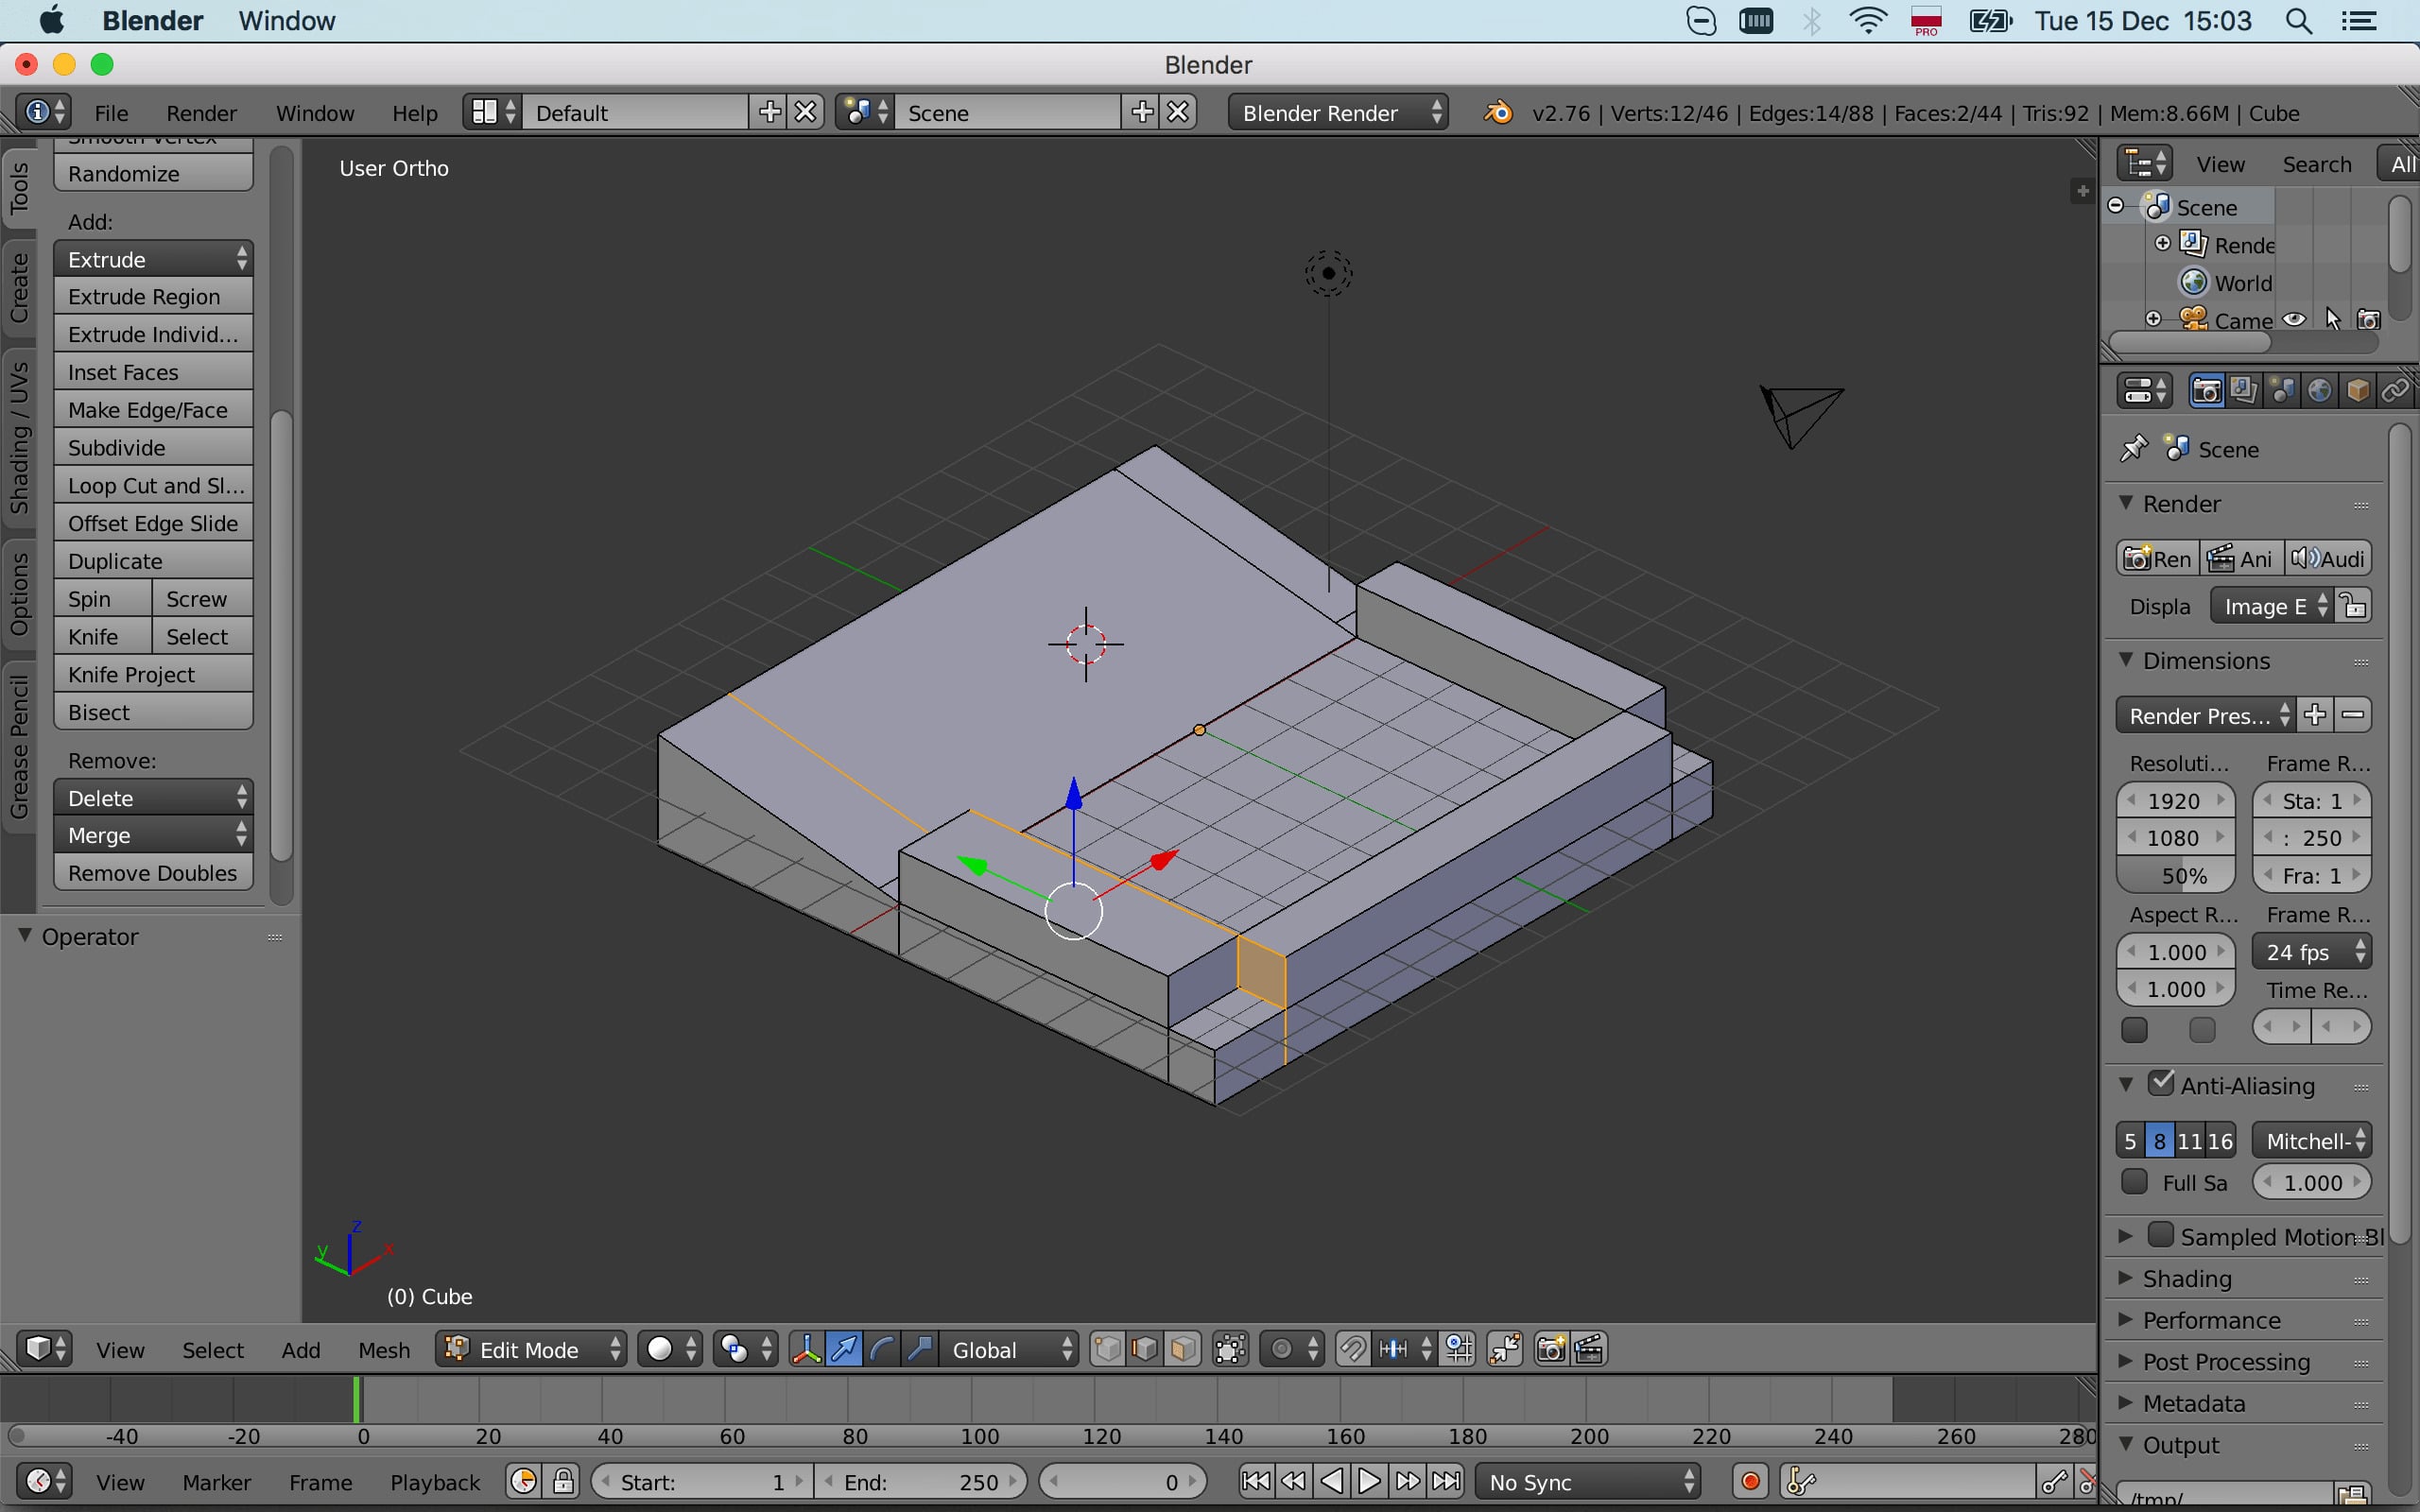 Blender Window PRO Tue 15 Dec 15:03
Blender
File Render Window Help Default Scene Blender Render v2.76 | Verts:12/46 | Edges:14/88 | Faces:2/44 | Tris:92 | Mem:8.66M | Cube
Tools
Create
Shading / UVs
Options
Grease Pencil
Smooth Vertex
Randomize
Add:
Extrude
Extrude Region
Extrude Individ...
Inset Faces
Make Edge/Face
Subdivide
Loop Cut and Sl...
Offset Edge Slide
Duplicate
Spin Screw
Knife Select
Knife Project
Bisect
Remove:
Delete
Merge
Remove Doubles
Operator
User Ortho
z
y x
(0) Cube
View Search All
Scene
Rende
World
Came
Scene
Render
Ren Ani Audi
Displa Image E
Dimensions
Render Pres...
Resoluti... Frame R...
1920 Sta: 1
1080 : 250
50% Fra: 1
Aspect R... Frame R...
1.000 24 fps
1.000 Time Re...
Anti-Aliasing
5 8 11 16 Mitchell-
Full Sa 1.000
Sampled Motion Bl
Shading
Performance
Post Processing
Metadata
Output
/tmp/
View Select Add Mesh Edit Mode Global
-40 -20 0 20 40 60 80 100 120 140 160 180 200 220 240 260 280
View Marker Frame Playback Start: 1 End: 250 0 No Sync